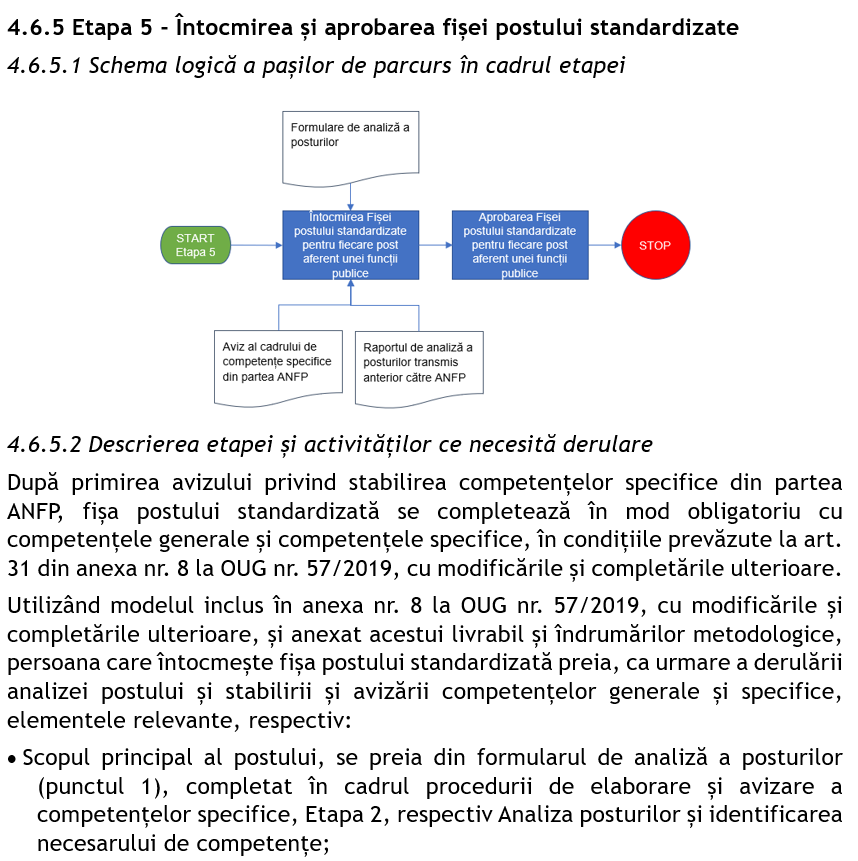 4.6.5 Etapa 5 - Întocmirea și aprobarea fișei postului standardizate
4.6.5.1 Schema logică a pașilor de parcurs în cadrul etapei
Formulare de analiză a
posturilor
START
Etapa 5
Întocmirea Fișei
postului standardizate
pentru fiecare post
aferent unei funcții
publice
Aprobarea Fișei
postului standardizate
pentru fiecare post
aferent unei funcții
publice
STOP
Aviz al cadrului de
competențe specifice
din partea ANFP
Raportul de analiză a
posturilor transmis
anterior către ANFP
4.6.5.2 Descrierea etapei și activităților ce necesită derulare
După primirea avizului privind stabilirea competențelor specifice din partea
ANFP, fișa postului standardizată se completează în mod obligatoriu cu
competențele generale și competențele specifice, în condițiile prevăzute la art.
31 din anexa nr. 8 la OUG nr. 57/2019, cu modificările și completările ulterioare.
Utilizând modelul inclus în anexa nr. 8 la OUG nr. 57/2019, cu modificările și
completările ulterioare, și anexat acestui livrabil și îndrumărilor metodologice,
persoana care întocmește fișa postului standardizată preia, ca urmare a derulării
analizei postului și stabilirii și avizării competențelor generale și specifice,
elementele relevante, respectiv:
• Scopul principal al postului, se preia din formularul de analiză a posturilor
(punctul 1), completat în cadrul procedurii de elaborare și avizare a
competențelor specifice, Etapa 2, respectiv Analiza posturilor și identificarea
necesarului de competențe;